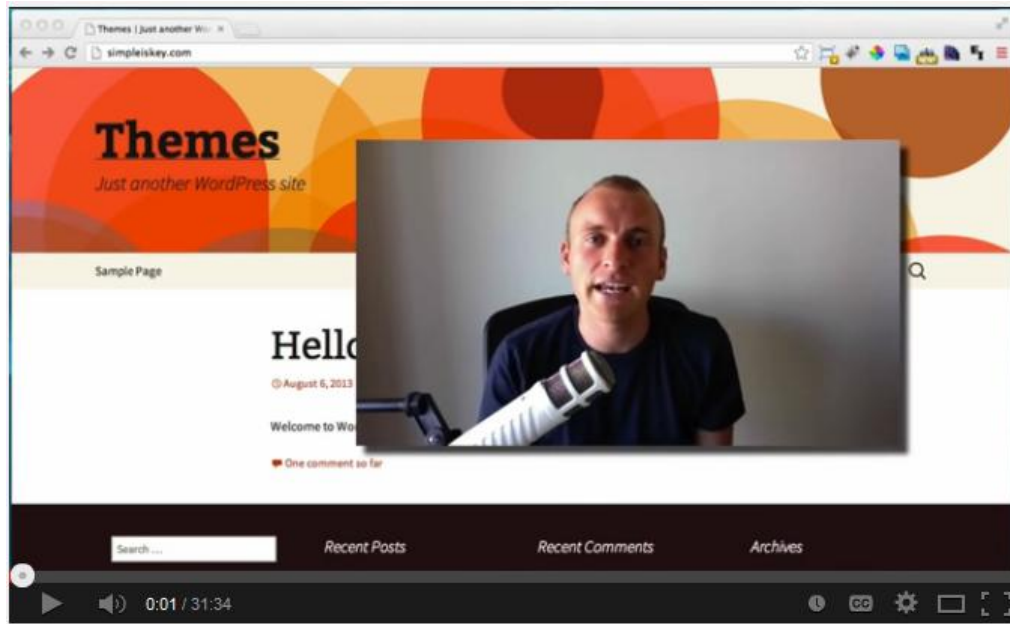 Themes | Just another Wo
simpleiskey.com
Themes
Just another WordPress site
Sample Page
Hello
August 6, 2013
Welcome to Wo
One comment so far
Search ...
Recent Posts
Recent Comments
Archives
0:01 / 31:34
CC